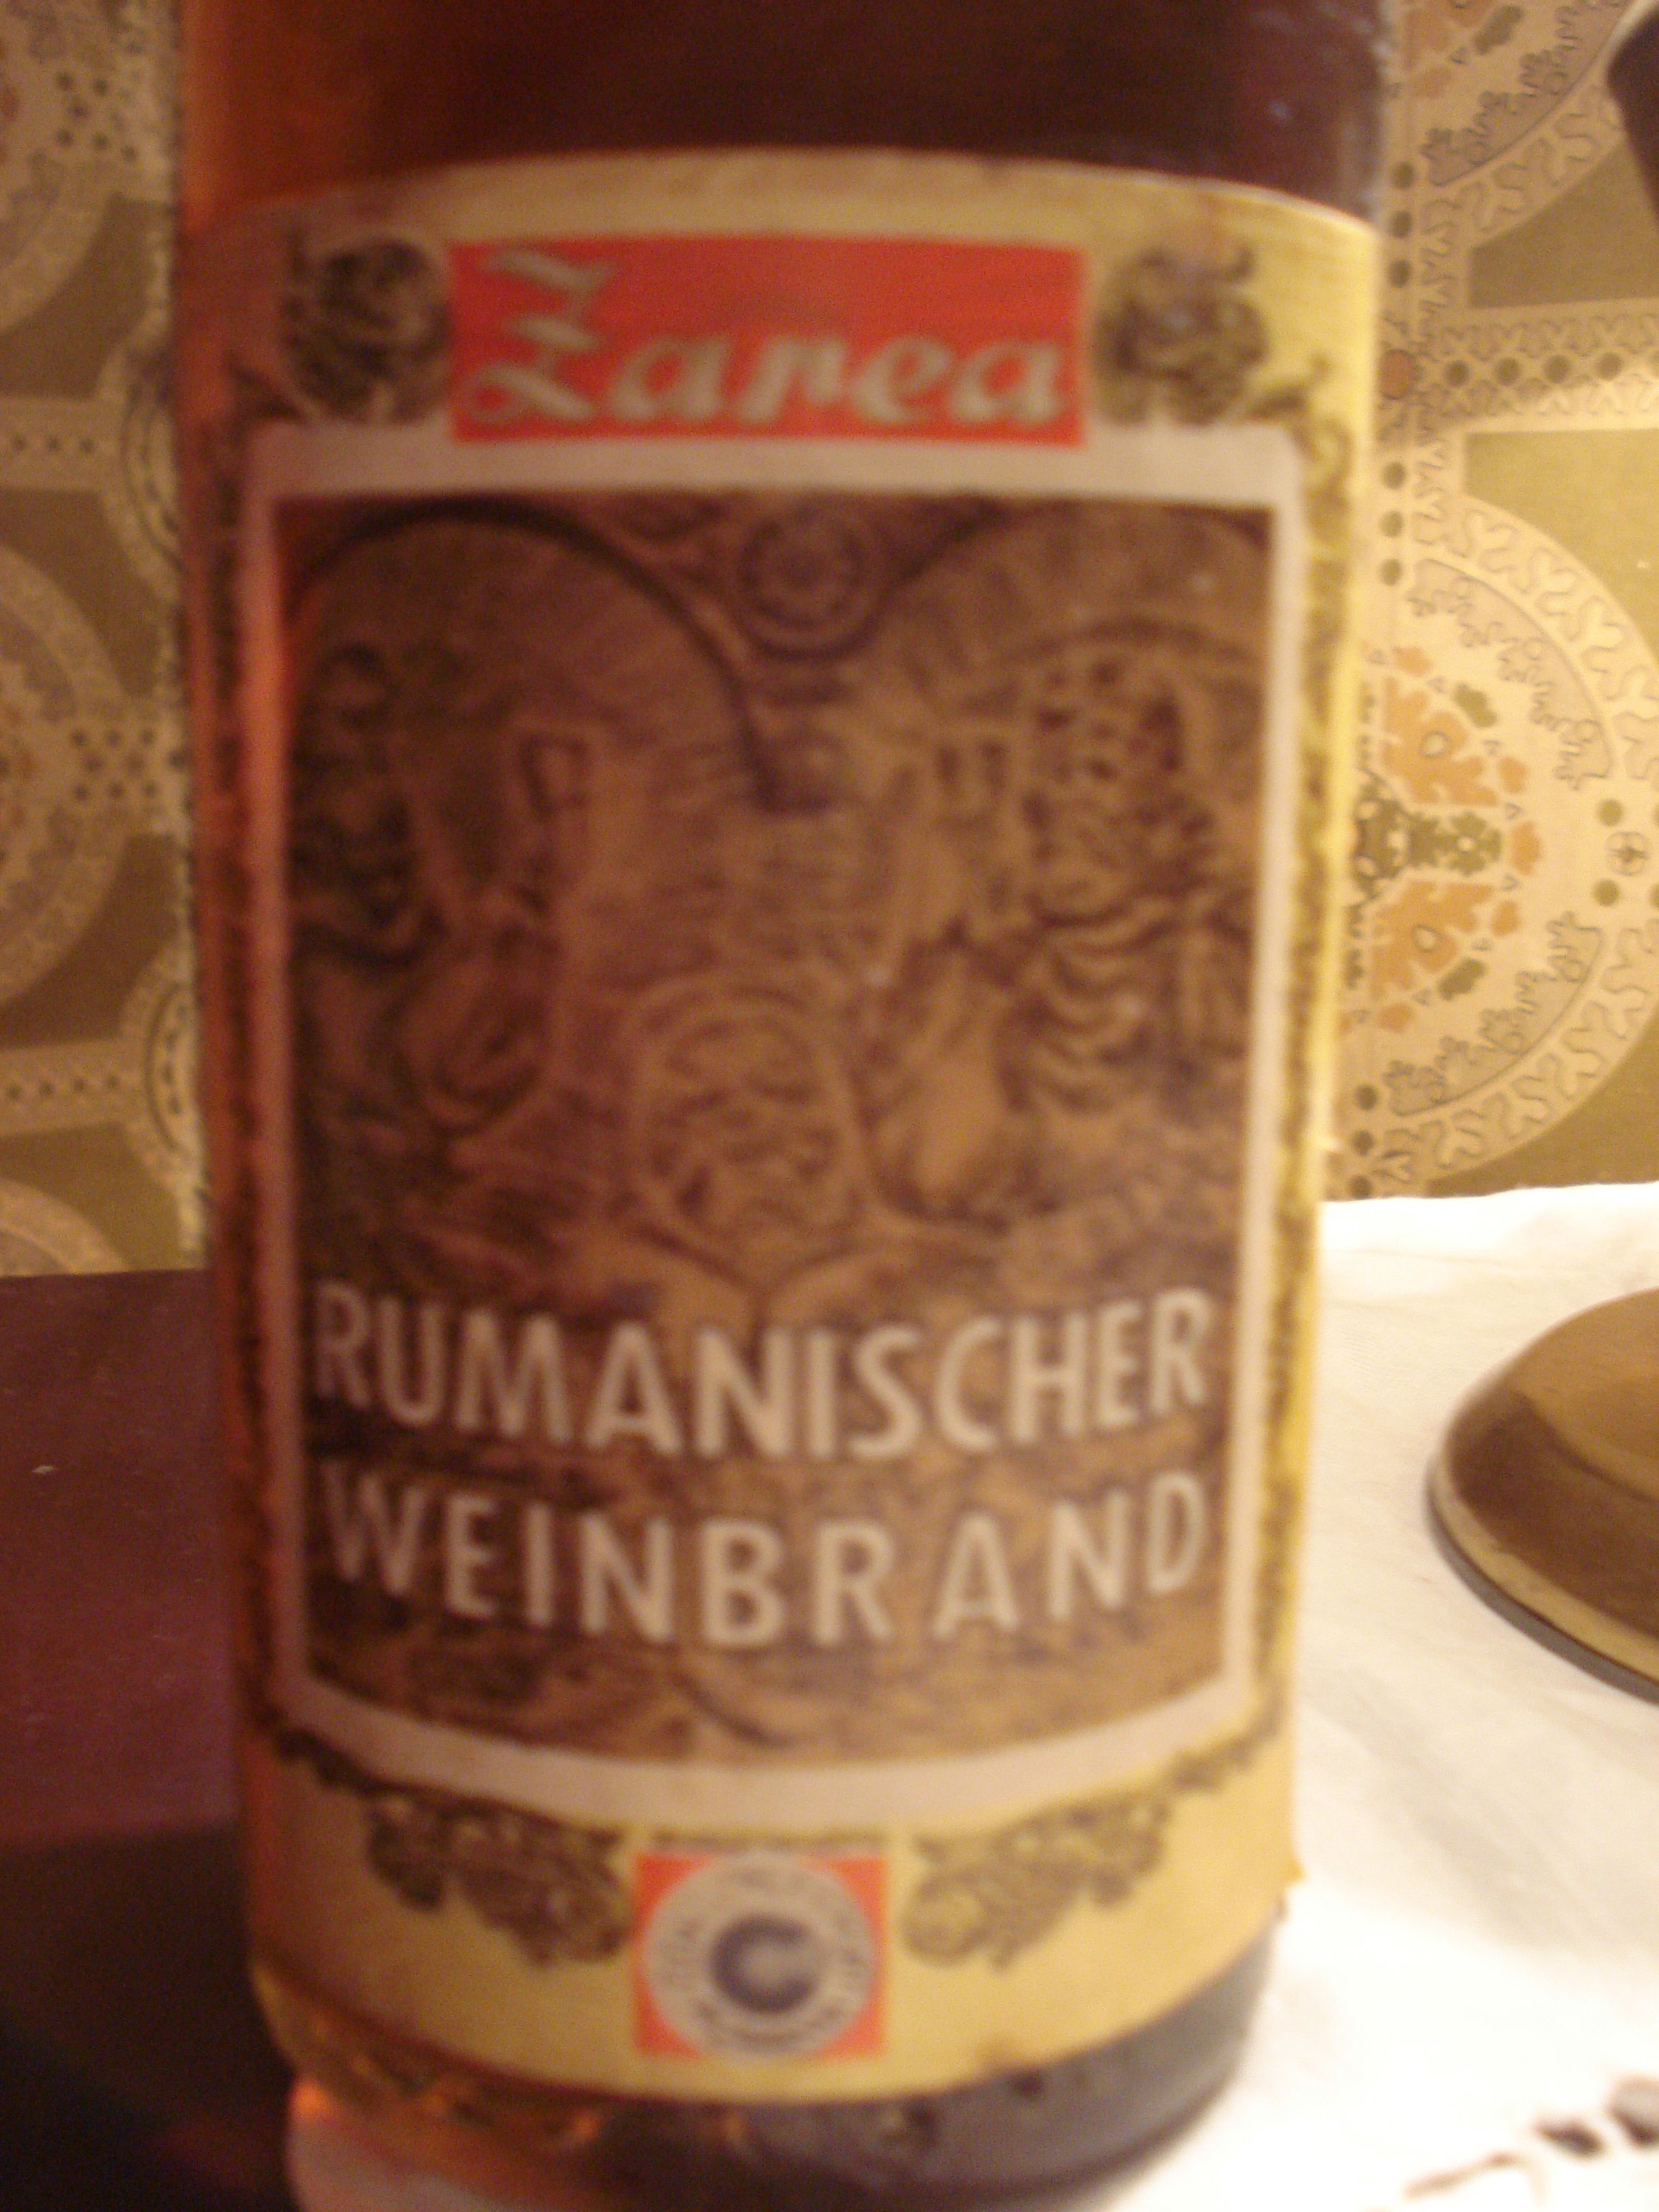 Zarea
RUMANISCHER
WEINBRAND
C